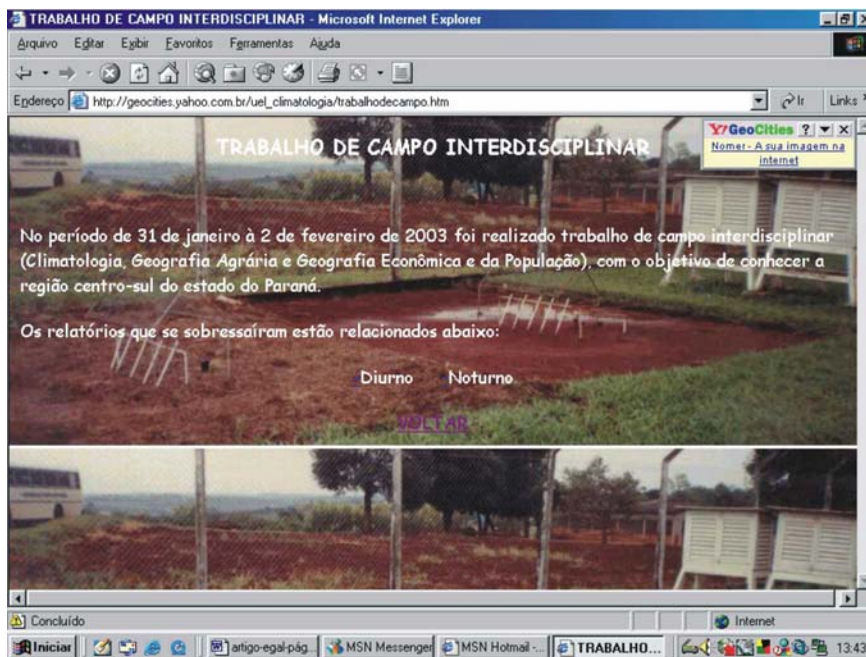 TRABALHO DE CAMPO INTERDISCIPLINAR - Microsoft Internet Explorer
Arquivo Editar Exibir Favoritos Ferramentas Ajuda
Endereço http://geocities.yahoo.com.br/uel_climatologia/trabalhodecampo.htm Ir Links
Y! GeoCities ?
Nomer - A sua imagem na
internet
TRABALHO DE CAMPO INTERDISCIPLINAR
No período de 31 de janeiro à 2 de fevereiro de 2003 foi realizado trabalho de campo interdisciplinar
(Climatologia, Geografia Agrária e Geografia Econômica e da População), com o objetivo de conhecer a
região centro-sul do estado do Paraná.
Os relatórios que se sobressaíram estão relacionados abaixo:
Diurno Noturno
VOLTAR
Concluído Internet
Iniciar artigo-egal-pág... MSN Messenger MSN Hotmail -... TRABALHO... 13:43